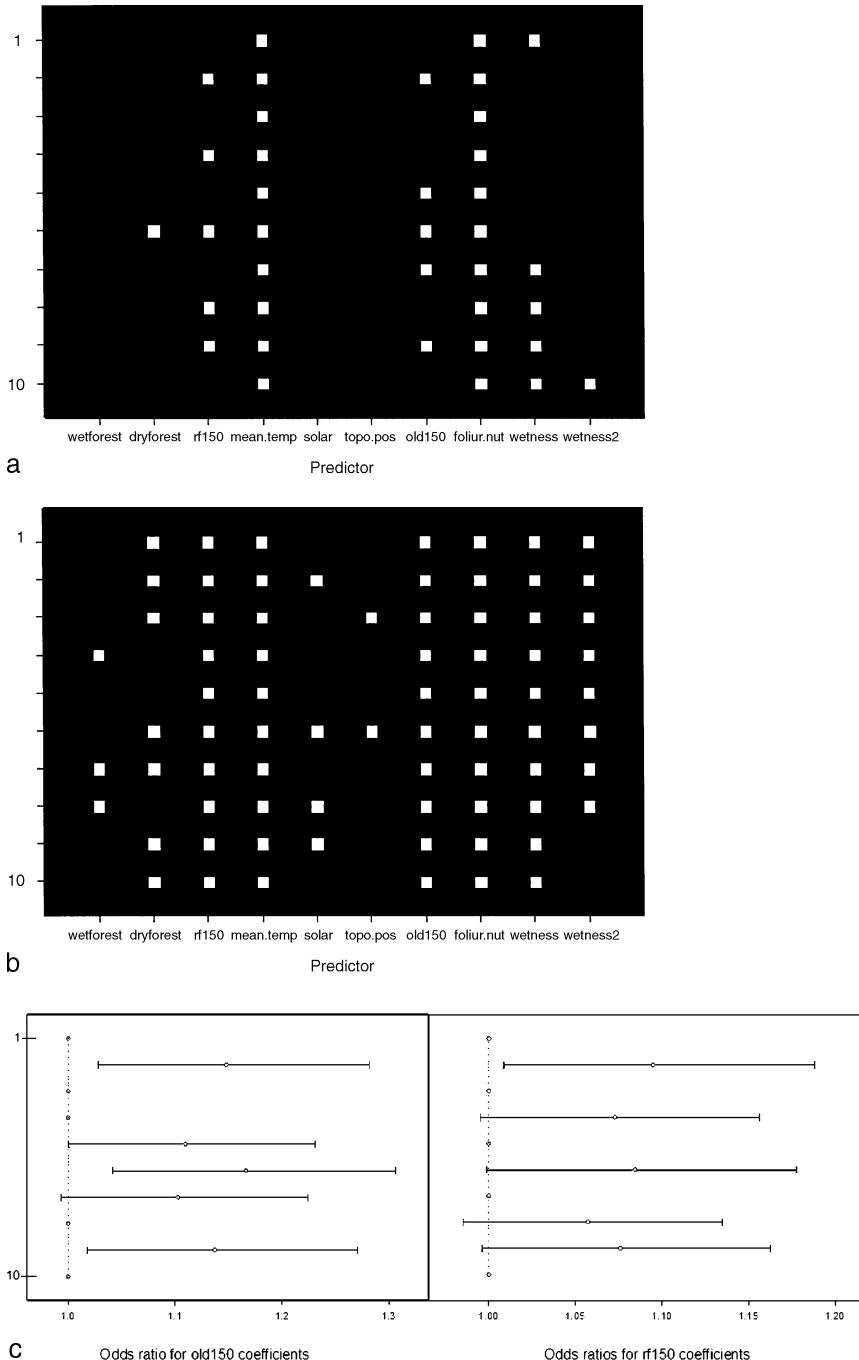 1
10
wetforest dryforest rf150 mean.temp solar topo.pos old150 foliur.nut wetness wetness2
a
Predictor
1
10
wetforest dryforest rf150 mean.temp solar topo.pos old150 foliur.nut wetness wetness2
b
Predictor
1
10
1.0 1.1 1.2 1.3 1.00 1.05 1.10 1.15 1.20
c
Odds ratio for old150 coefficients Odds ratios for rf150 coefficients